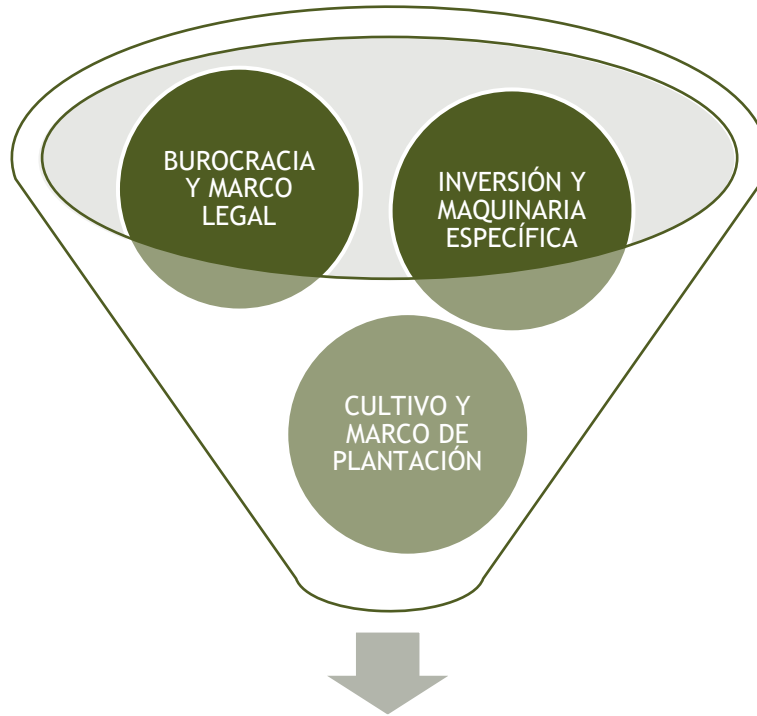 BUROCRACIA
Y MARCO
LEGAL
INVERSIÓN Y
MAQUINARIA
ESPECÍFICA
CULTIVO Y
MARCO DE
PLANTACIÓN